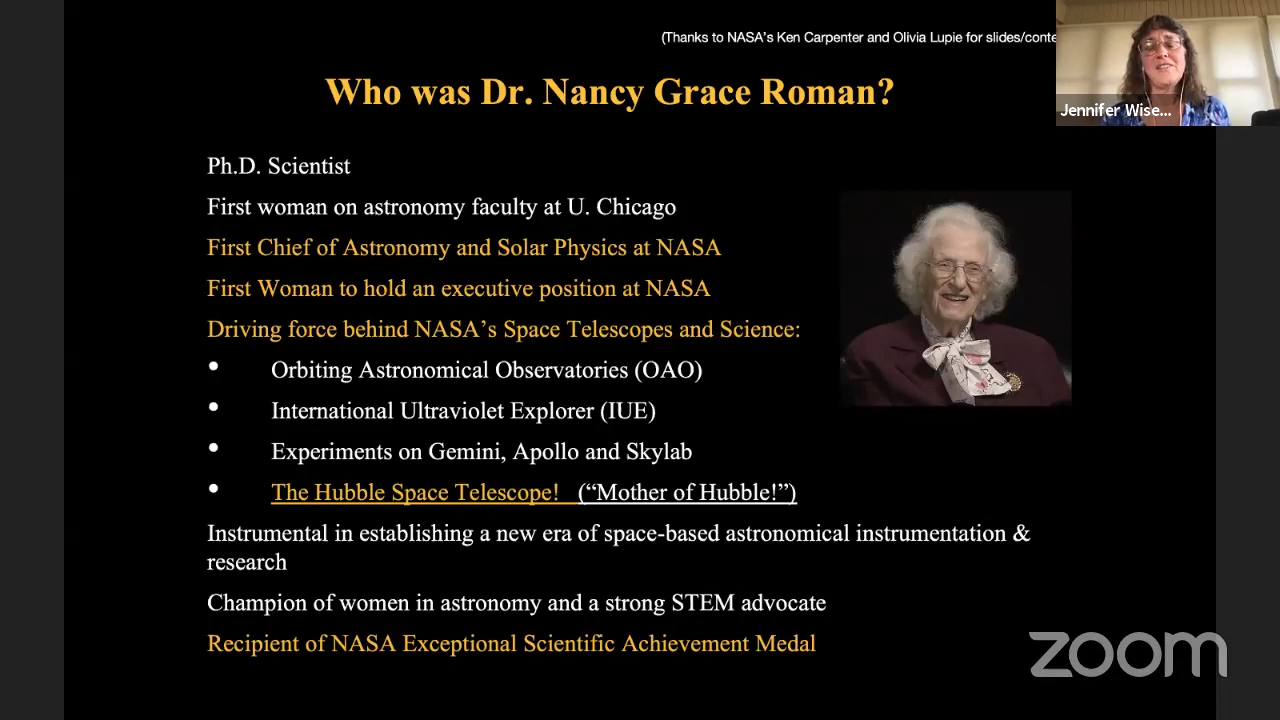 (Thanks to NASA's Ken Carpenter and Olivia Lupie for slides/conte
Who was Dr. Nancy Grace Roman?
Jennifer Wise...
Ph.D. Scientist
First woman on astronomy faculty at U. Chicago
First Chief of Astronomy and Solar Physics at NASA
First Woman to hold an executive position at NASA
Driving force behind NASA's Space Telescopes and Science:
• Orbiting Astronomical Observatories (OAO)
• International Ultraviolet Explorer (IUE)
• Experiments on Gemini, Apollo and Skylab
• The Hubble Space Telescope! (“Mother of Hubble!”)
Instrumental in establishing a new era of space-based astronomical instrumentation &
research
Champion of women in astronomy and a strong STEM advocate
Recipient of NASA Exceptional Scientific Achievement Medal
zoom